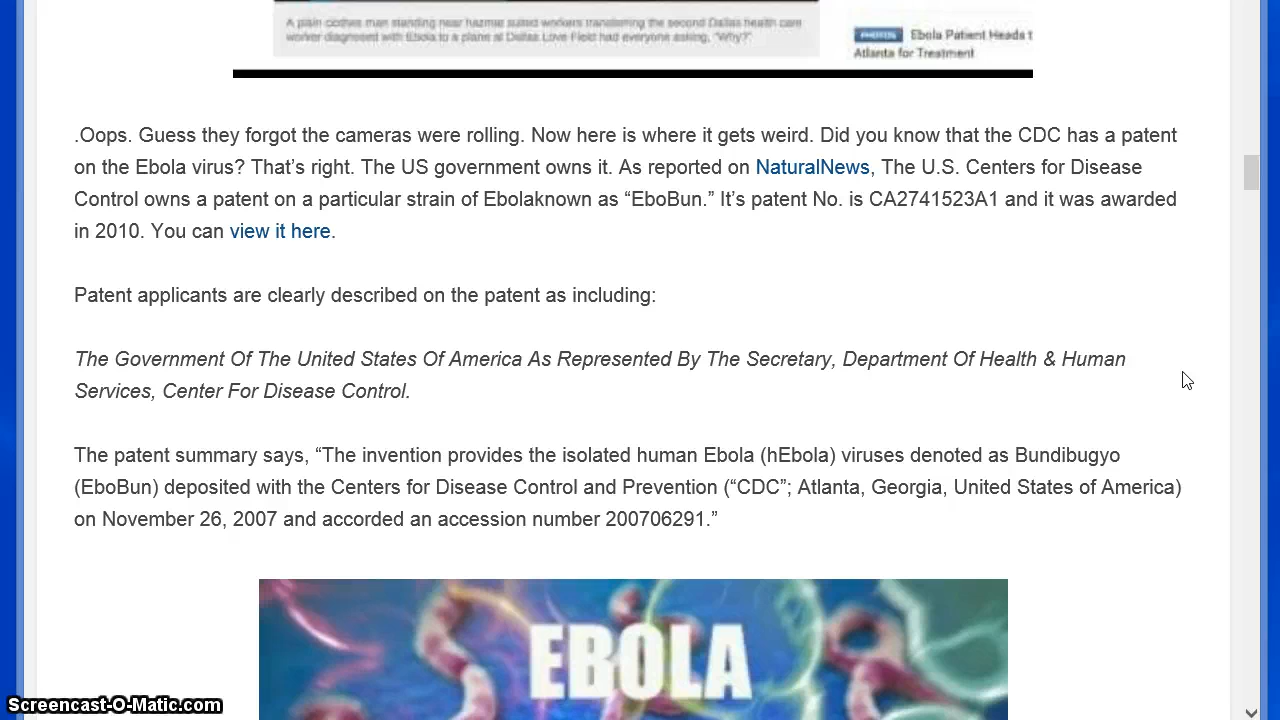 A plain clothes man standing near hazmat suited workers transferring the second Dallas health care
worker diagnosed with Ebola to a plane at Dallas Love Field had everyone asking, "Why?"
PHOTOS Ebola Patient Heads t
Atlanta for Treatment
.Oops. Guess they forgot the cameras were rolling. Now here is where it gets weird. Did you know that the CDC has a patent
on the Ebola virus? That’s right. The US government owns it. As reported on NaturalNews, The U.S. Centers for Disease
Control owns a patent on a particular strain of Ebolaknown as “EboBun.” It’s patent No. is CA2741523A1 and it was awarded
in 2010. You can view it here.
Patent applicants are clearly described on the patent as including:
The Government Of The United States Of America As Represented By The Secretary, Department Of Health & Human
Services, Center For Disease Control.
The patent summary says, “The invention provides the isolated human Ebola (hEbola) viruses denoted as Bundibugyo
(EboBun) deposited with the Centers for Disease Control and Prevention (“CDC”; Atlanta, Georgia, United States of America)
on November 26, 2007 and accorded an accession number 200706291.”
EBOLA
Screencast-O-Matic.com